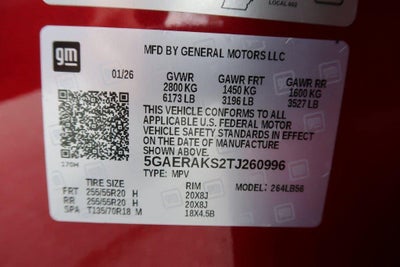 LOCAL 602
gm
MFD BY GENERAL MOTORS LLC
01/26 GVWR GAWR FRT GAWR RR
2800 KG 1450 KG 1600 KG
6173 LB 3196 LB 3527 LB
THIS VEHICLE CONFORMS TO ALL
APPLICABLE U.S. FEDERAL MOTOR
VEHICLE SAFETY STANDARDS IN EFFECT
ON THE DATE OF MANUFACTURE
SHOWN ABOVE.
170H
5GAERAKS2TJ260996
TYPE: MPV
TIRE SIZE RIM 264LB56
FRT 255/55R20 H 20X8J
RR 255/55R20 H 20X8J
SPA T135/70R18 M 18X4.5B